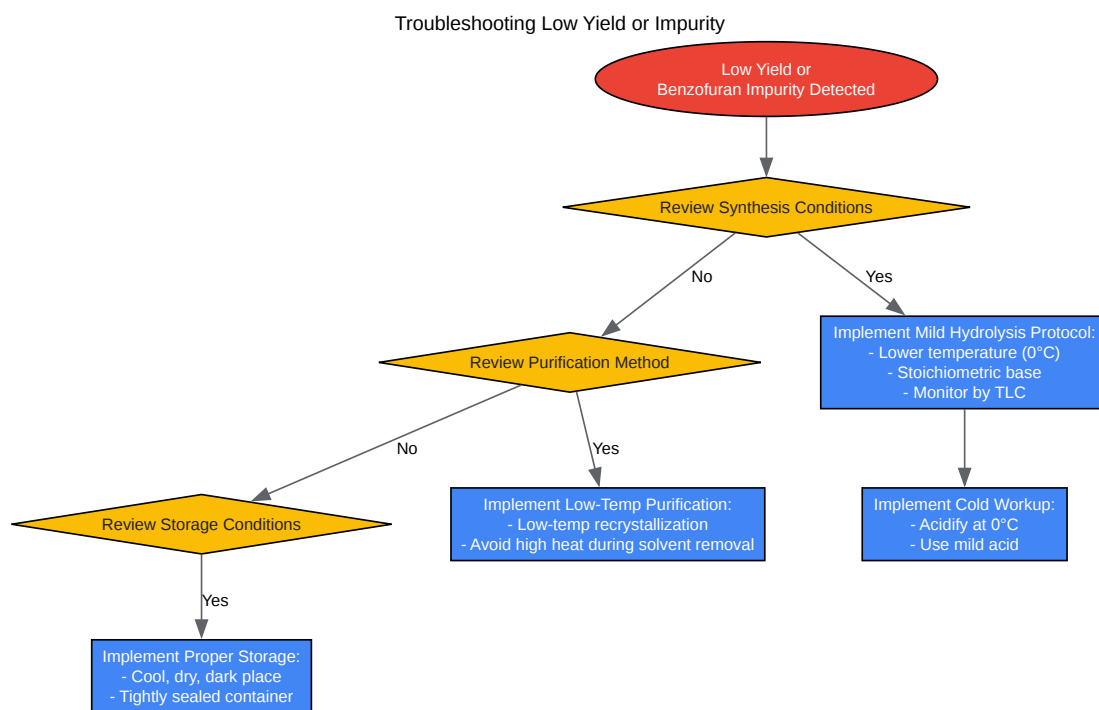 Troubleshooting Low Yield or Impurity
Low Yield or
Benzofuran Impurity Detected
Review Synthesis Conditions
No
Yes
Implement Mild Hydrolysis Protocol:
- Lower temperature (0°C)
- Stoichiometric base
- Monitor by TLC
Review Purification Method
No
Yes
Implement Low-Temp Purification:
- Low-temp recrystallization
- Avoid high heat during solvent removal
Implement Cold Workup:
- Acidify at 0°C
- Use mild acid
Review Storage Conditions
Yes
Implement Proper Storage:
- Cool, dry, dark place
- Tightly sealed container